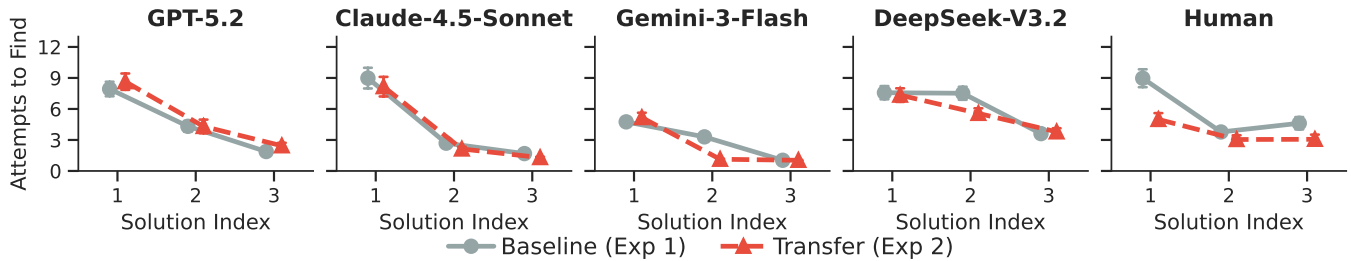 GPT-5.2 Claude-4.5-Sonnet Gemini-3-Flash DeepSeek-V3.2 Human
Attempts to Find
12
9
6
3
0
1 2 3 1 2 3 1 2 3 1 2 3 1 2 3
Solution Index Solution Index Solution Index Solution Index Solution Index
Baseline (Exp 1) Transfer (Exp 2)